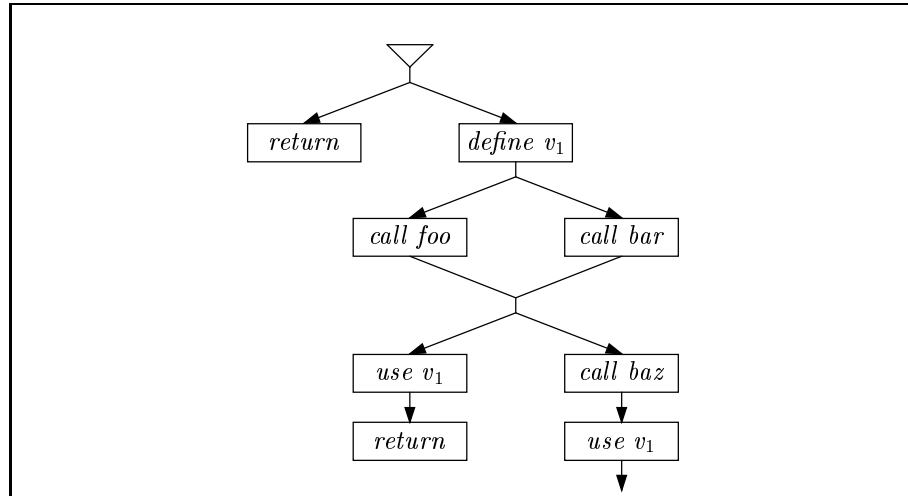 return
define v₁
call foo
call bar
use v₁
call baz
return
use v₁